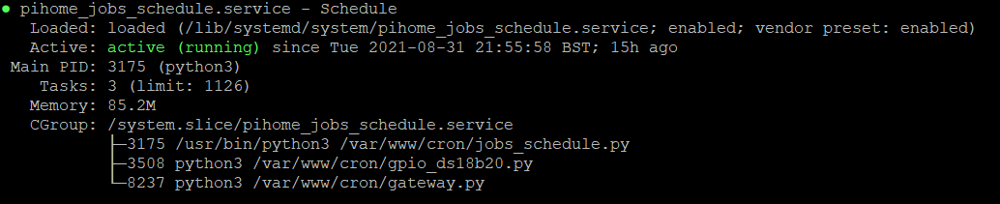 ● pihome_jobs_schedule.service - Schedule
Loaded: loaded (/lib/systemd/system/pihome_jobs_schedule.service; enabled; vendor preset: enabled)
Active: active (running) since Tue 2021-08-31 21:55:58 BST; 15h ago
Main PID: 3175 (python3)
Tasks: 3 (limit: 1126)
Memory: 85.2M
CGroup: /system.slice/pihome_jobs_schedule.service
├─3175 /usr/bin/python3 /var/www/cron/jobs_schedule.py
├─3508 python3 /var/www/cron/gpio_ds18b20.py
└─8237 python3 /var/www/cron/gateway.py